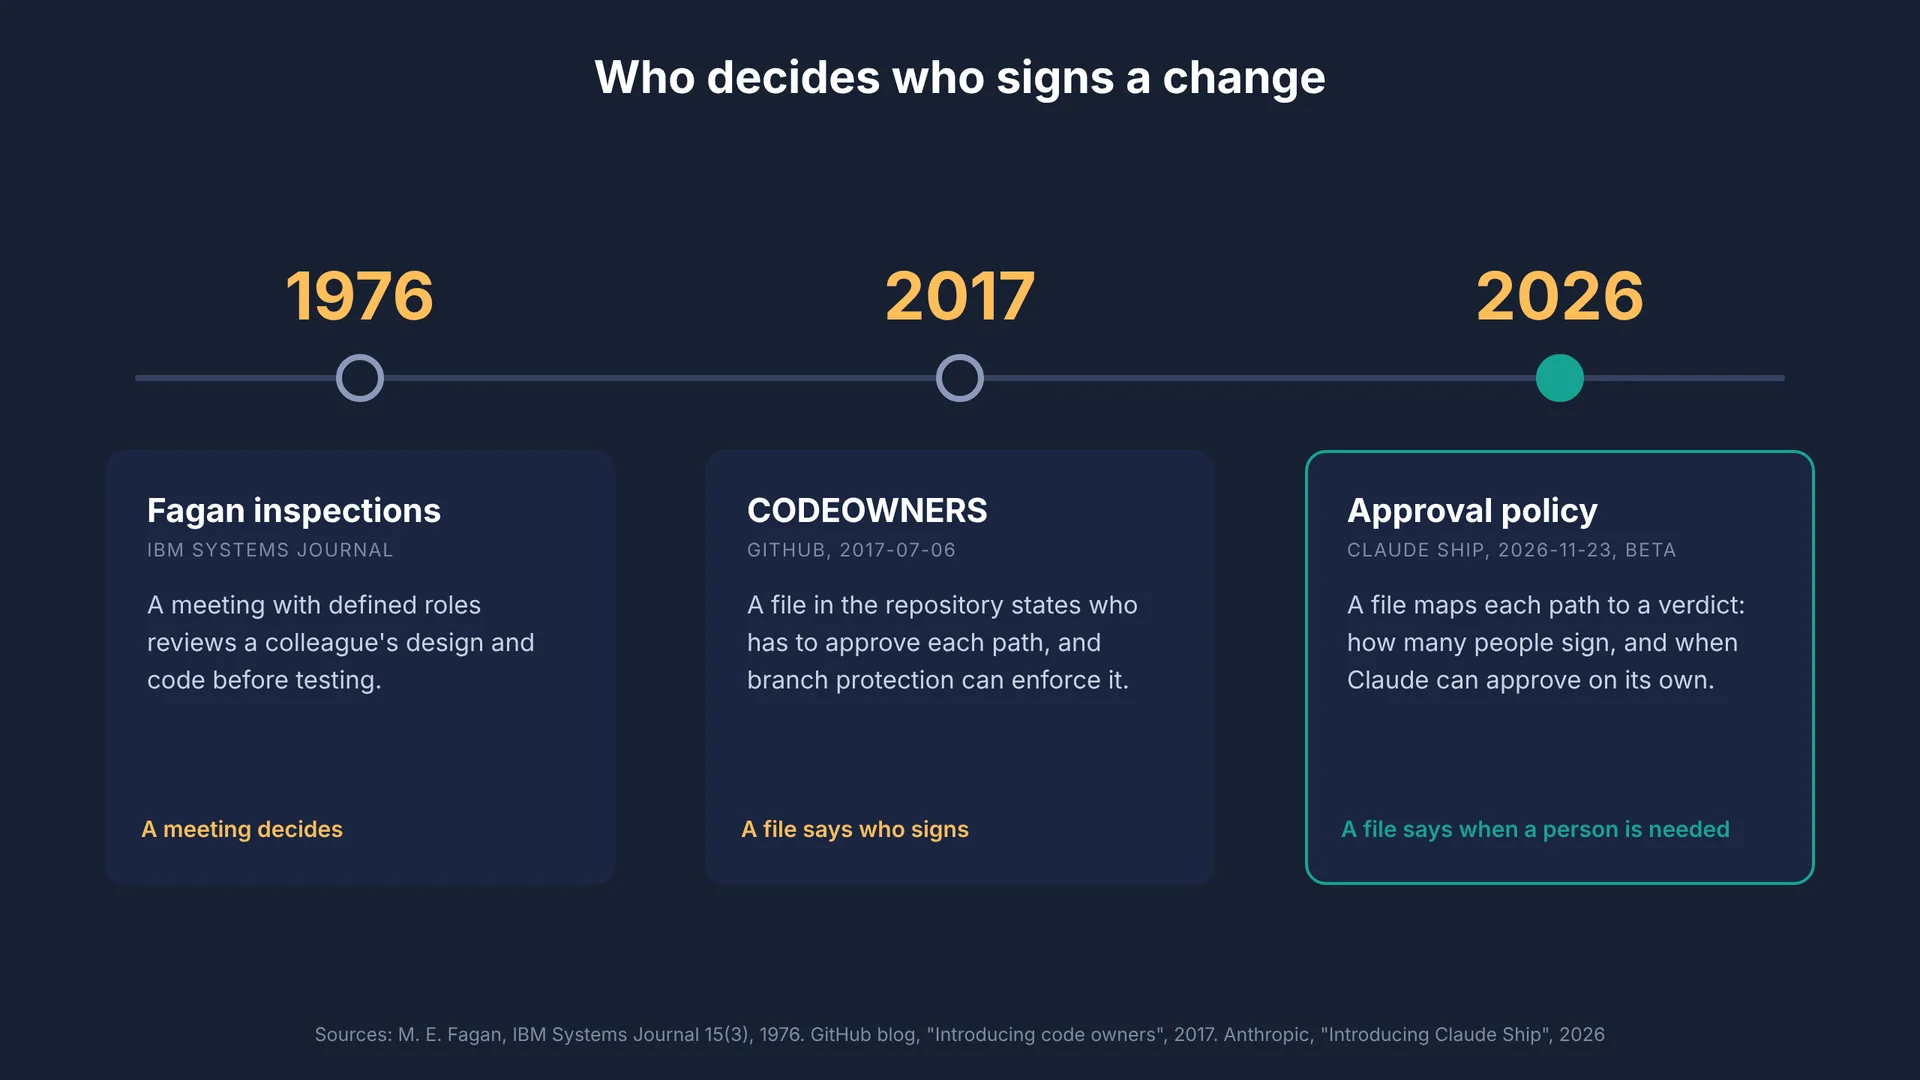 Who decides who signs a change
1976
2017
2026
Fagan inspections
IBM SYSTEMS JOURNAL
A meeting with defined roles
reviews a colleague's design and
code before testing.
A meeting decides
CODEOWNERS
GITHUB, 2017-07-06
A file in the repository states who
has to approve each path, and
branch protection can enforce it.
A file says who signs
Approval policy
CLAUDE SHIP, 2026-11-23, BETA
A file maps each path to a verdict:
how many people sign, and when
Claude can approve on its own.
A file says when a person is needed
Sources: M. E. Fagan, IBM Systems Journal 15(3), 1976. GitHub blog, "Introducing code owners", 2017. Anthropic, "Introducing Claude Ship", 2026